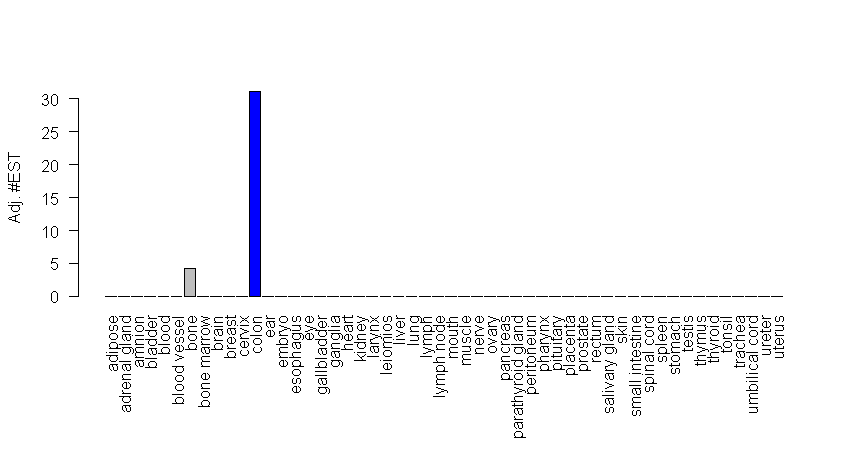 Adj. #EST
30
25
20
15
10
5
0
adipose
adrenal gland
amnion
bladder
blood
blood vessel
bone
bone marrow
brain
breast
cervix
colon
ear
embryo
esophagus
eye
gallbladder
ganglia
heart
kidney
larynx
leiomios
liver
lung
lymph
lymph node
mouth
muscle
nerve
ovary
pancreas
parathyroid gland
peritoneum
pharynx
pituitary
placenta
prostate
rectum
salivary gland
skin
small intestine
spinal cord
spleen
stomach
testis
thymus
thyroid
tonsil
trachea
umbilical cord
ureter
uterus